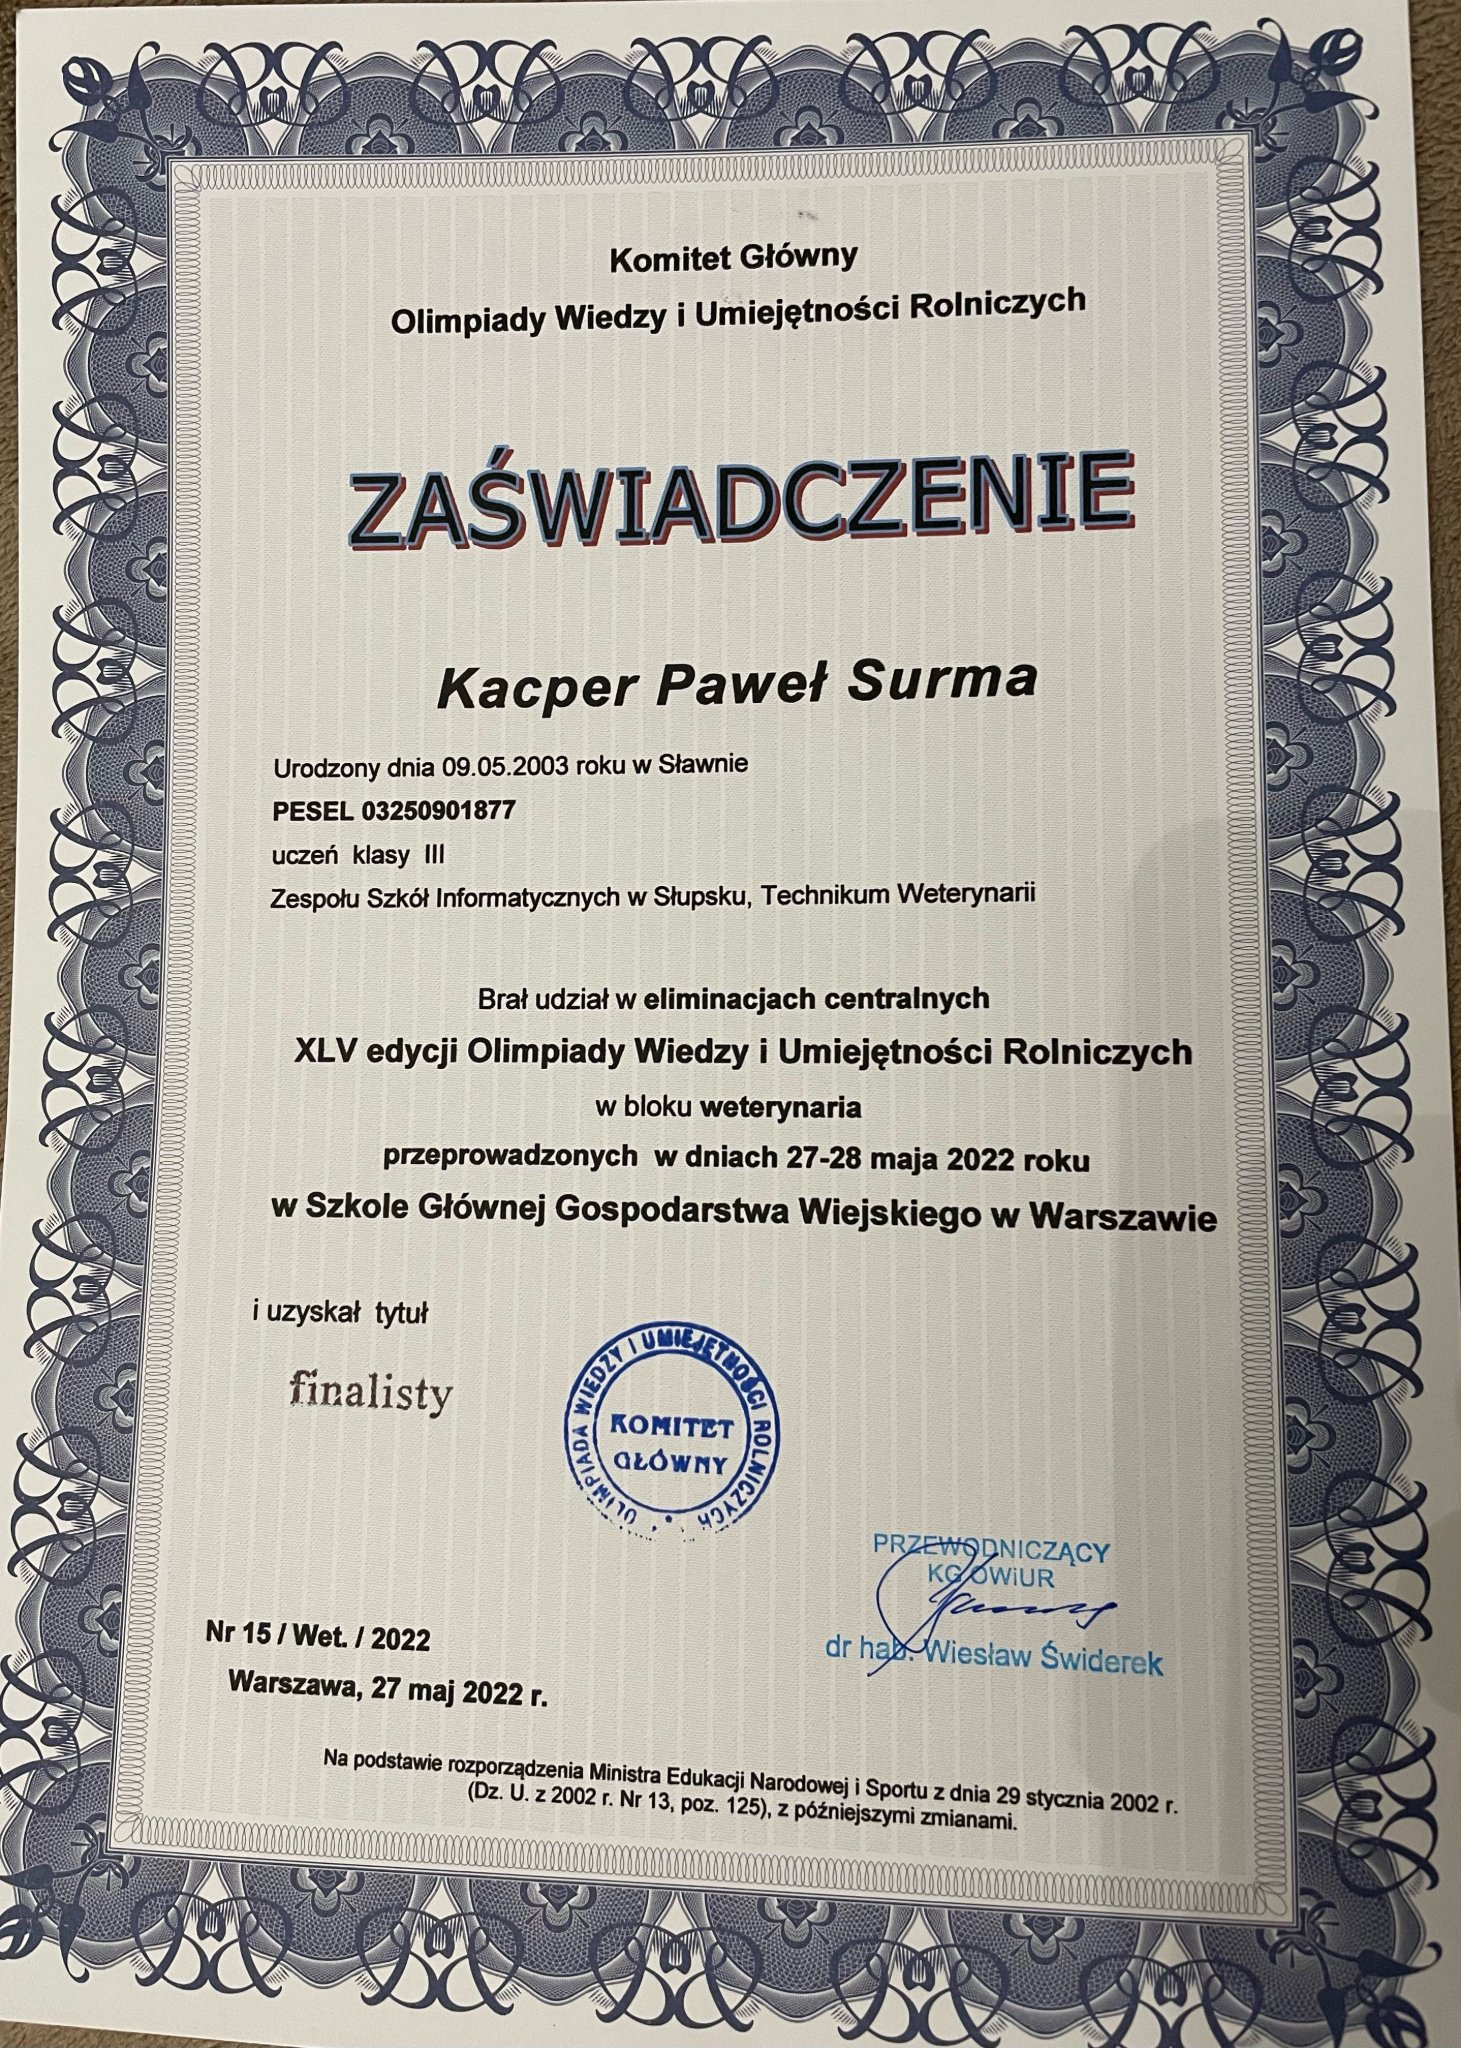 Komitet Główny
Olimpiady Wiedzy i Umiejętności Rolniczych
ZAŚWIADCZENIE
Kacper Paweł Surma
Urodzony dnia 09.05.2003 roku w Sławnie
PESEL 03250901877
uczeń klasy III
Zespołu Szkół Informatycznych w Słupsku, Technikum Weterynarii
Brał udział w eliminacjach centralnych
XLV edycji Olimpiady Wiedzy i Umiejętności Rolniczych
w bloku weterynaria
przeprowadzonych w dniach 27-28 maja 2022 roku
w Szkole Głównej Gospodarstwa Wiejskiego w Warszawie
i uzyskał tytuł
finalisty
OLIMPIADA WIEDZY I UMIEJĘTNOŚCI ROLNICZYCH
KOMITET
GŁÓWNY
PRZEWODNICZĄCY
KG OWiUR
dr hab. Wiesław Świderek
Nr 15 / Wet. / 2022
Warszawa, 27 maj 2022 r.
Na podstawie rozporządzenia Ministra Edukacji Narodowej i Sportu z dnia 29 stycznia 2002 r.
(Dz. U. z 2002 r. Nr 13, poz. 125), z późniejszymi zmianami.